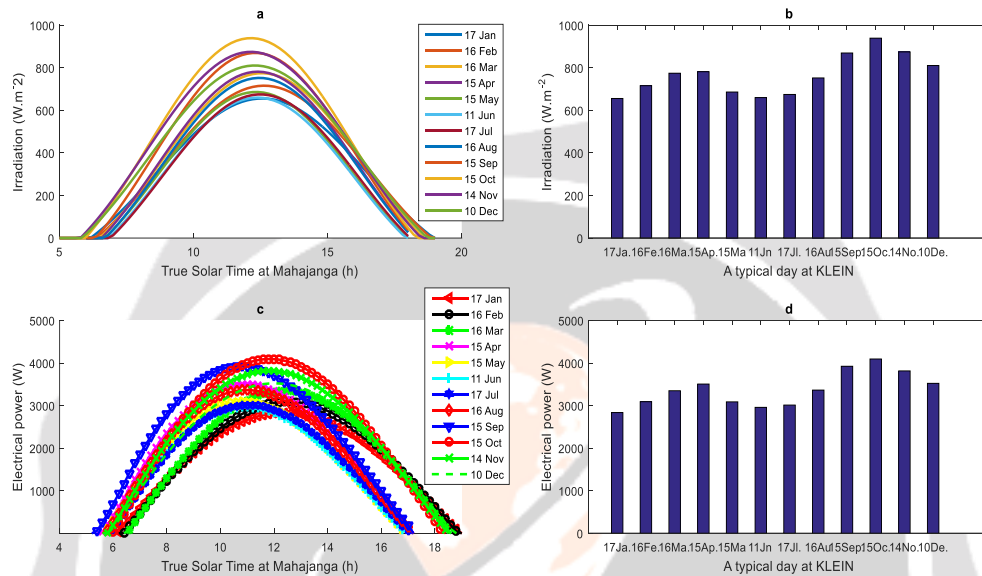 a
Irradiation (W.m-2)
1000
800
600
400
200
0
5
10
15
20
True Solar Time at Mahajanga (h)
17 Jan
16 Feb
16 Mar
15 Apr
15 May
11 Jun
17 Jul
16 Aug
15 Sep
15 Oct
14 Nov
10 Dec
b
Irradiation (W.m-2 )
1000
800
600
400
200
0
17Ja.16Fe.16Ma.15Ap.15Ma 11Jn 17Jl. 16Au15Sep15Oc.14No.10De.
A typical day at KLEIN
c
Electrical power (W)
5000
4000
3000
2000
1000
4 6 8 10 12 14 16 18
True Solar Time at Mahajanga (h)
17 Jan
16 Feb
16 Mar
15 Apr
15 May
11 Jun
17 Jul
16 Aug
15 Sep
15 Oct
14 Nov
10 Dec
d
Electrical power (W)
5000
4000
3000
2000
1000
0
17Ja.16Fe.16Ma.15Ap.15Ma 11Jn 17Jl. 16Au15Sep15Oc.14No.10De.
A typical day at KLEIN